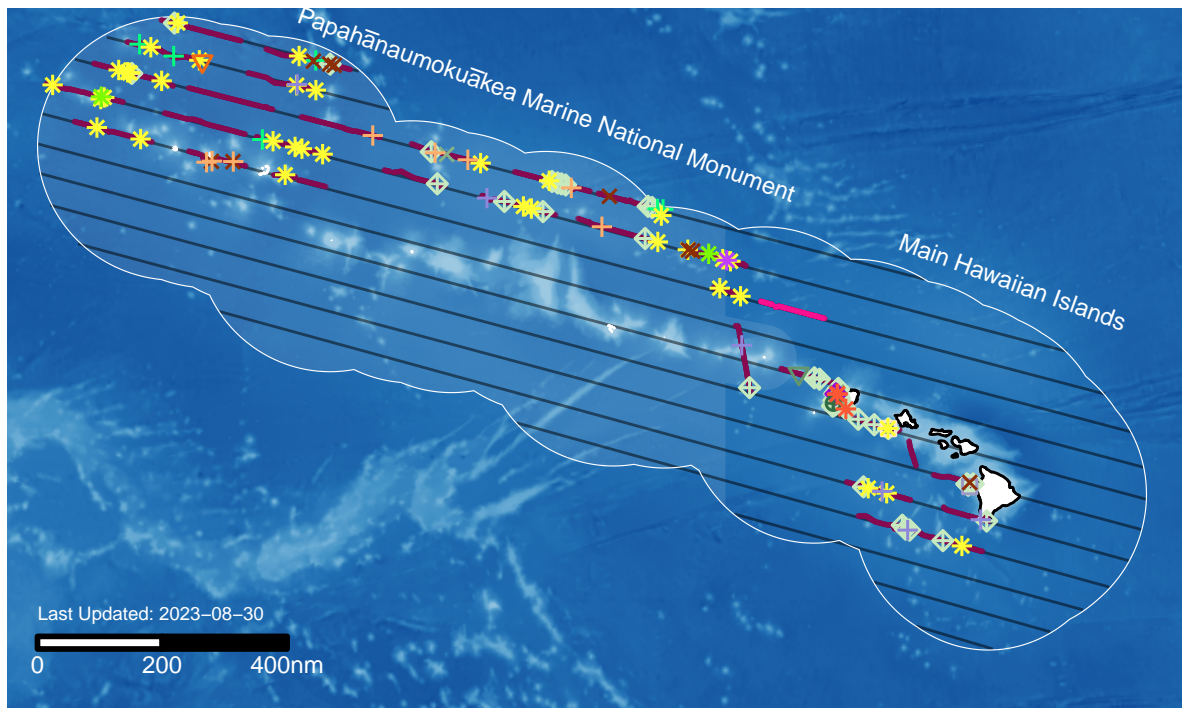 Papahānaumokuākea Marine National Monument
Main Hawaiian Islands
Last Updated: 2023−08−30
0 200 400nm